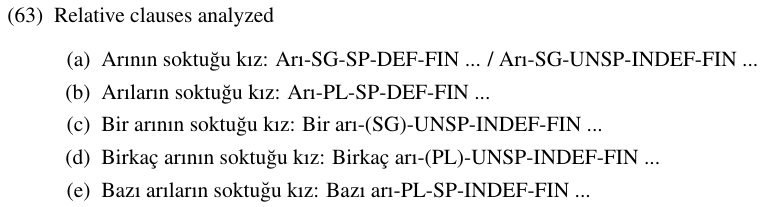 (63) Relative clauses analyzed
(a) Arının soktuğu kız: Arı-SG-SP-DEF-FIN ... / Arı-SG-UNSP-INDEF-FIN ...
(b) Arıların soktuğu kız: Arı-PL-SP-DEF-FIN ...
(c) Bir arının soktuğu kız: Bir arı-(SG)-UNSP-INDEF-FIN ...
(d) Birkaç arının soktuğu kız: Birkaç arı-(PL)-UNSP-INDEF-FIN ...
(e) Bazı arıların soktuğu kız: Bazı arı-PL-SP-INDEF-FIN ...